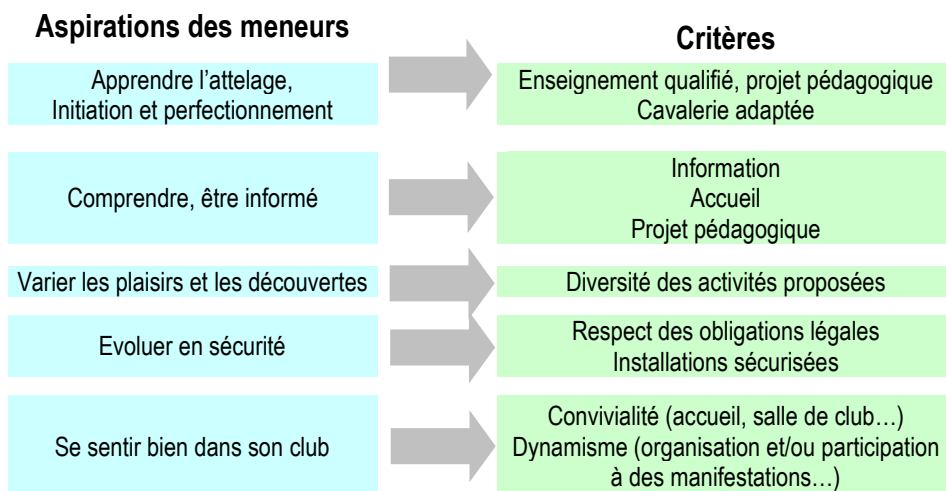 Aspirations des meneurs
Critères
Apprendre l’attelage,
Initiation et perfectionnement
Enseignement qualifié, projet pédagogique
Cavalerie adaptée
Comprendre, être informé
Information
Accueil
Projet pédagogique
Varier les plaisirs et les découvertes
Diversité des activités proposées
Evoluer en sécurité
Respect des obligations légales
Installations sécurisées
Se sentir bien dans son club
Convivialité (accueil, salle de club…)
Dynamisme (organisation et/ou participation
à des manifestations…)